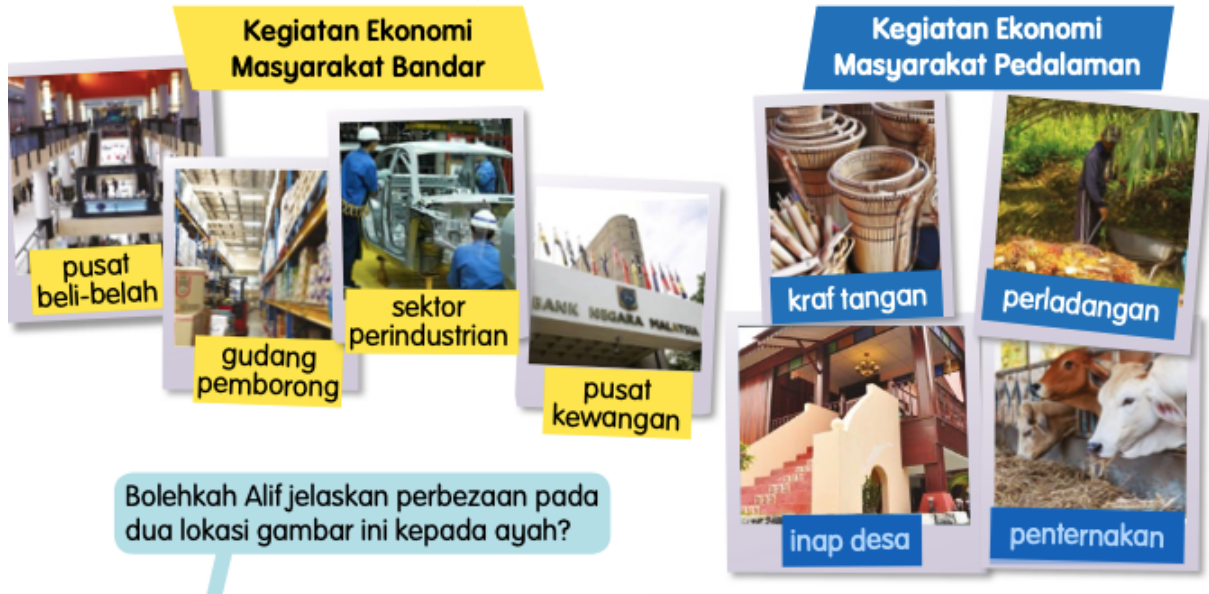 Kegiatan Ekonomi
Masyarakat Bandar
pusat
beli-belah
gudang
pemborong
sektor
perindustrian
BANK NEGARA MALAYSIA
pusat
kewangan
Kegiatan Ekonomi
Masyarakat Pedalaman
kraf tangan
perladangan
inap desa
penternakan
Bolehkah Alif jelaskan perbezaan pada
dua lokasi gambar ini kepada ayah?